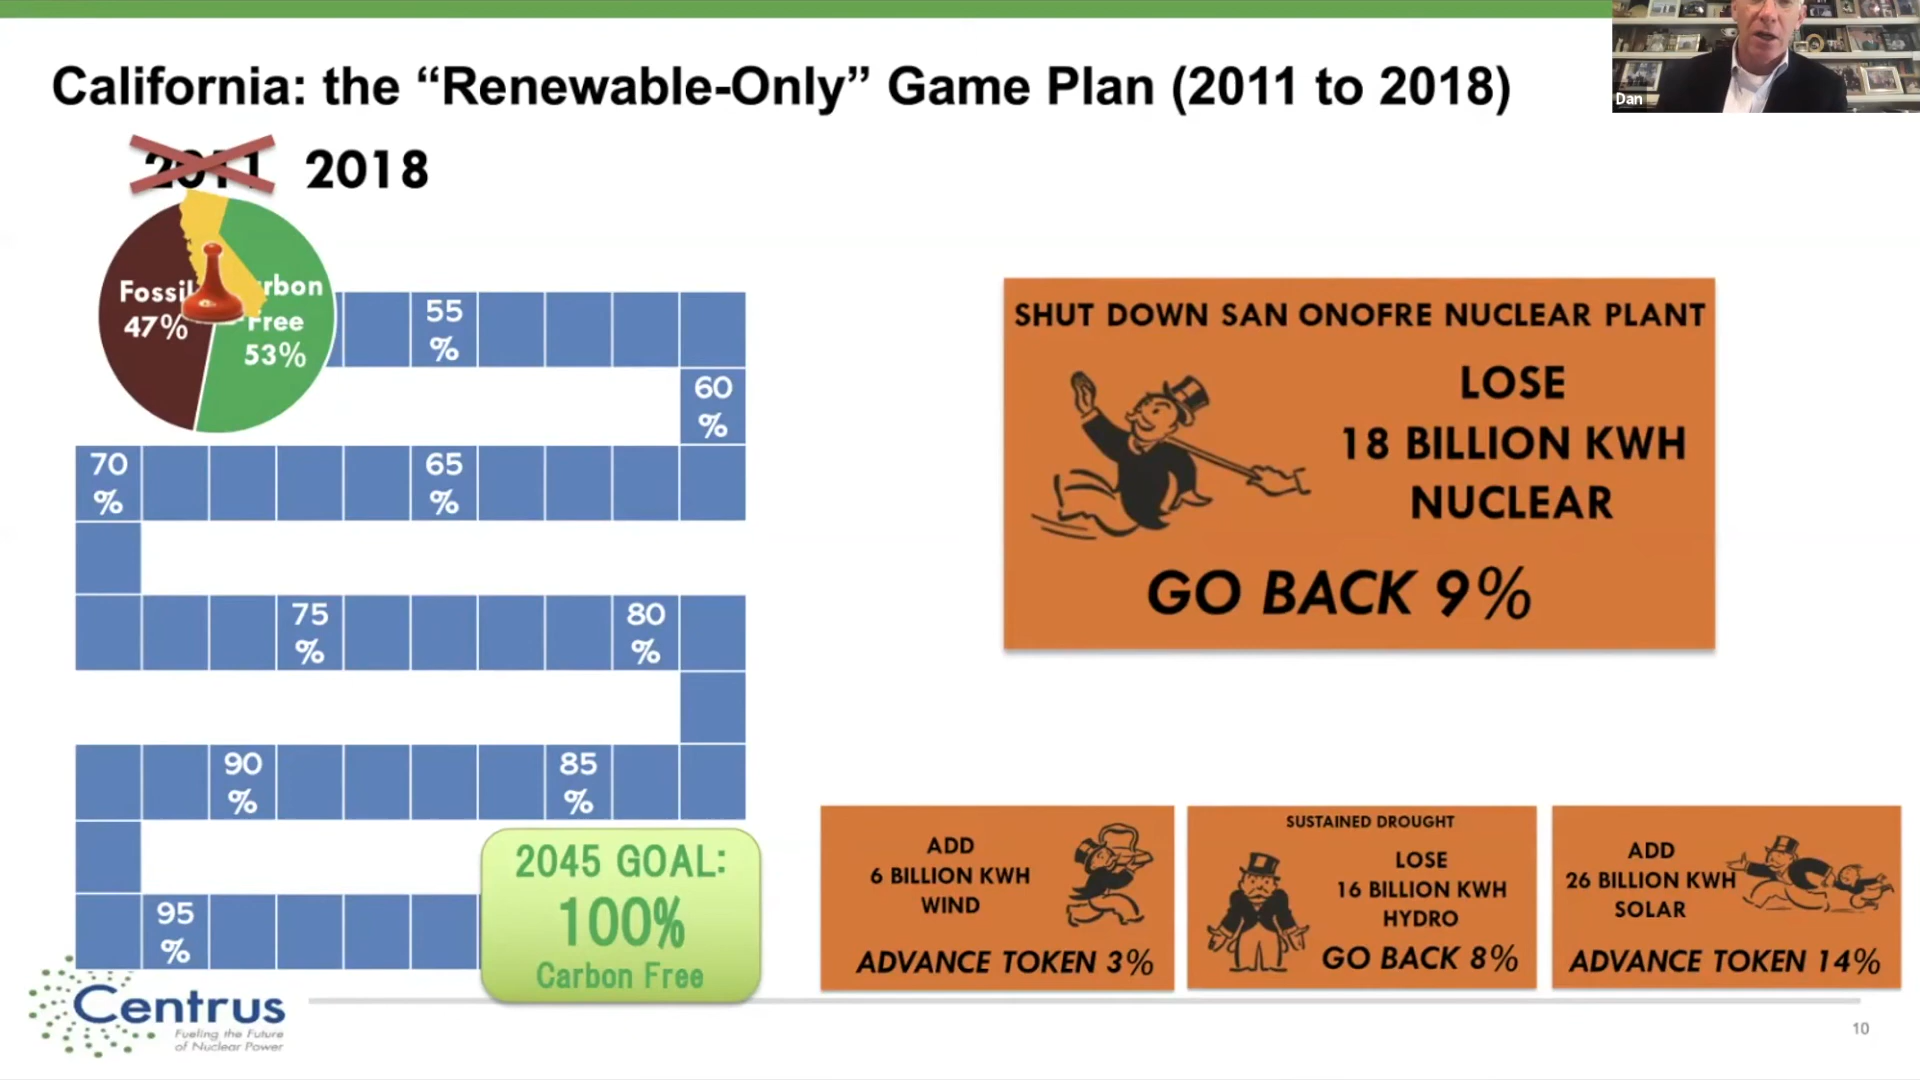 California: the “Renewable-Only” Game Plan (2011 to 2018)
Dan
2011 2018
Fossil
47%
rbon
Free
53%
55
%
60
%
70
%
65
%
75
%
80
%
90
%
85
%
95
%
2045 GOAL:
100%
Carbon Free
SHUT DOWN SAN ONOFRE NUCLEAR PLANT
LOSE
18 BILLION KWH
NUCLEAR
GO BACK 9%
ADD
6 BILLION KWH
WIND
ADVANCE TOKEN 3%
SUSTAINED DROUGHT
LOSE
16 BILLION KWH
HYDRO
GO BACK 8%
ADD
26 BILLION KWH
SOLAR
ADVANCE TOKEN 14%
Centrus
Fueling the Future
of Nuclear Power
10